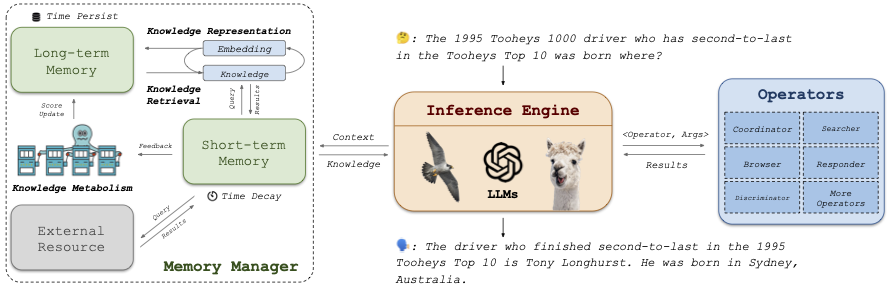 Time Persist
Long-term
Memory
Knowledge Representation
Embedding
Knowledge
Knowledge
Retrieval
Query
Results
Score
Update
Feedback
Short-term
Memory
Knowledge Metabolism
Time Decay
Query
Results
External
Resource
Memory Manager
Context
Knowledge
: The 1995 Tooheys 1000 driver who has second-to-last
in the Tooheys Top 10 was born where?
Inference Engine
LLMs
: The driver who finished second-to-last in the 1995
Tooheys Top 10 is Tony Longhurst. He was born in Sydney,
Australia.
<Operator, Args>
Results
Operators
Coordinator
Searcher
Browser
Responder
Discriminator
More
Operators